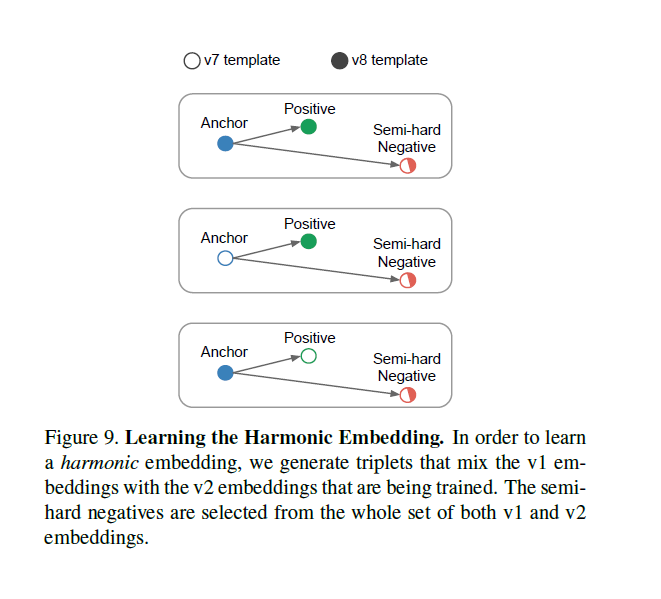 v7 template v8 template
Positive
Anchor
Semi-hard
Negative
Positive
Anchor
Semi-hard
Negative
Positive
Anchor
Semi-hard
Negative
Figure 9. Learning the Harmonic Embedding. In order to learn
a harmonic embedding, we generate triplets that mix the v1 em-
beddings with the v2 embeddings that are being trained. The semi-
hard negatives are selected from the whole set of both v1 and v2
embeddings.